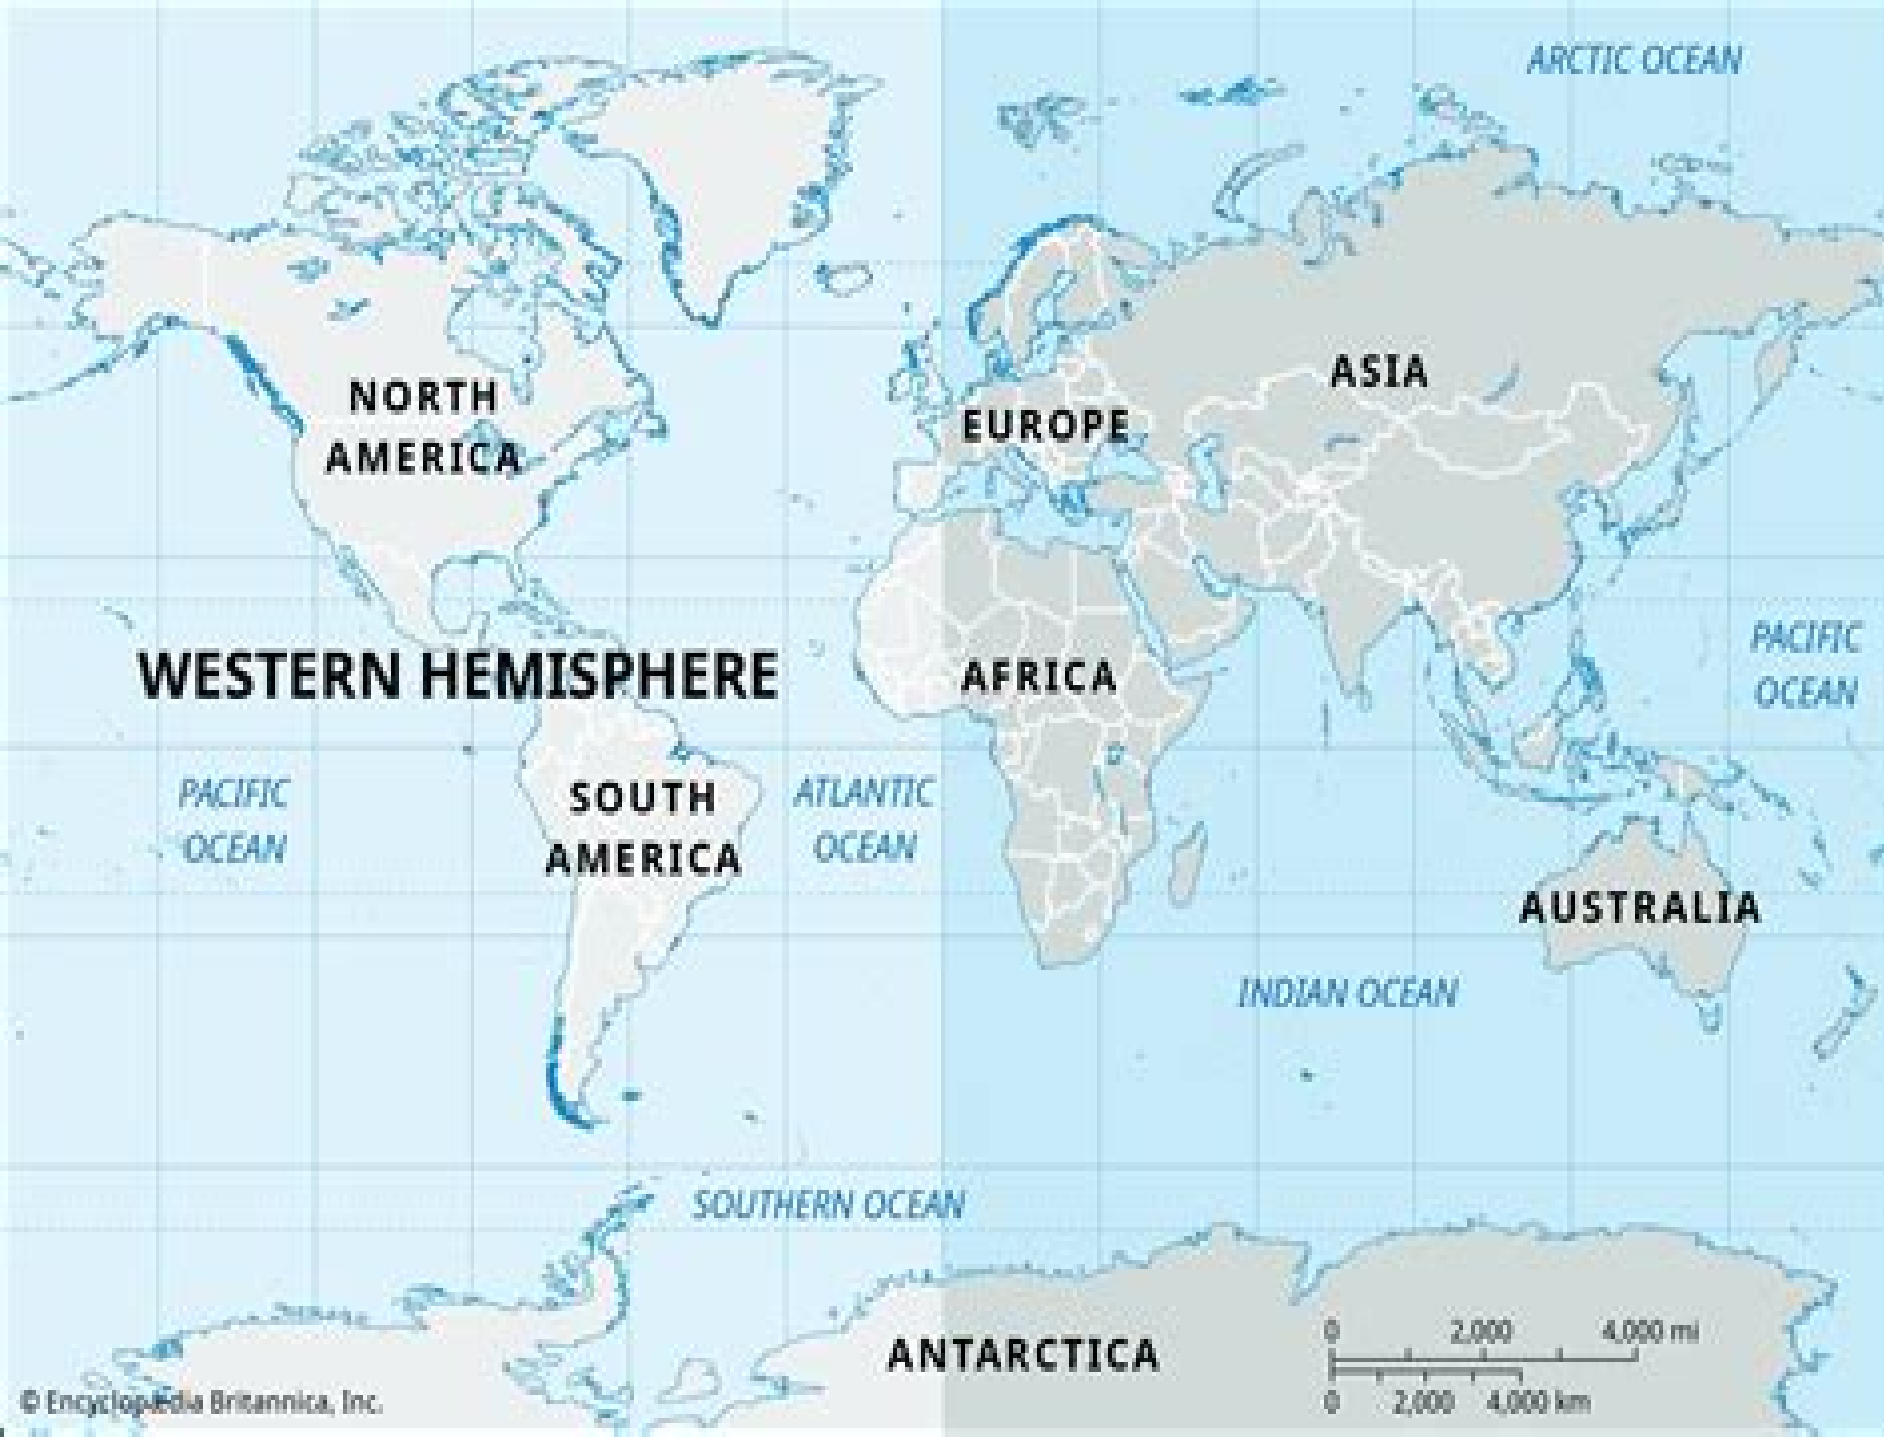 ARCTIC OCEAN
NORTH
AMERICA
ASIA
EUROPE
WESTERN HEMISPHERE
AFRICA
PACIFIC
OCEAN
PACIFIC
OCEAN
SOUTH
AMERICA
ATLANTIC
OCEAN
AUSTRALIA
INDIAN OCEAN
SOUTHERN OCEAN
ANTARCTICA
0 2,000 4,000 mi
0 2,000 4,000 km
© Encyclopædia Britannica, Inc.